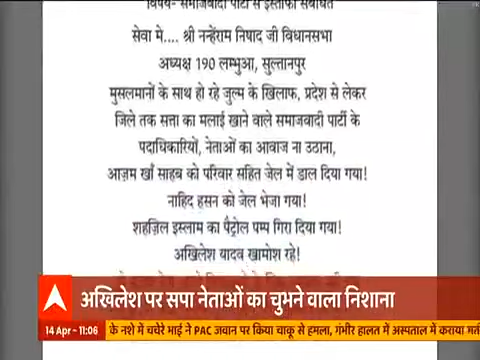 विषय- समाजवादी पार्टी से इस्तीफा संबंधित
सेवा मे.... श्री नन्हेंराम निषाद जी विधानसभा
अध्यक्ष 190 लम्भुआ, सुल्तानपुर
मुसलमानों के साथ हो रहे जुल्म के खिलाफ, प्रदेश से लेकर
जिले तक सत्ता का मलाई खाने वाले समाजवादी पार्टी के
पदाधिकारियों, नेताओं का आवाज ना उठाना,
आज़म खाँ साहब को परिवार सहित जेल में डाल दिया गया!
नाहिद हसन को जेल भेजा गया!
शहज़िल इस्लाम का पैट्रोल पम्प गिरा दिया गया!
अखिलेश यादव खामोश रहे!
अखिलेश पर सपा नेताओं का चुभने वाला निशाना
14 Apr - 11:06
के नशे में चचेरे भाई ने PAC जवान पर किया चाकू से हमला, गंभीर हालत में अस्पताल में कराया